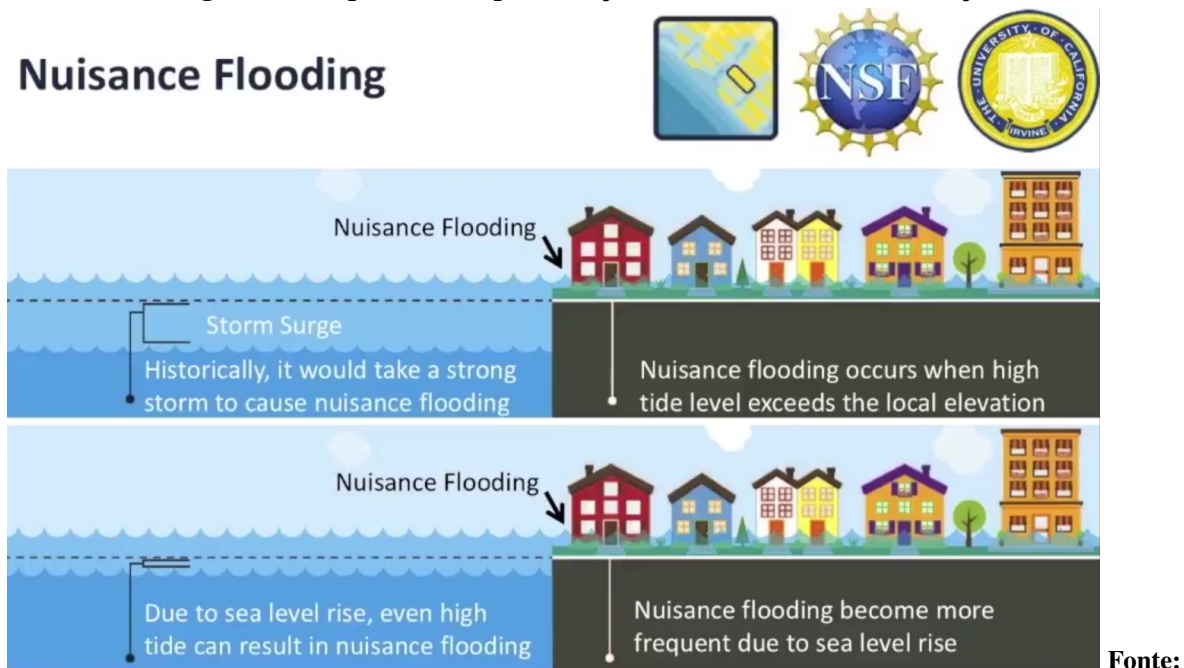 Nuisance Flooding
NSF
THE UNIVERSITY OF CALIFORNIA
IRVINE
Nuisance Flooding
Storm Surge
Historically, it would take a strong
storm to cause nuisance flooding
Nuisance flooding occurs when high
tide level exceeds the local elevation
Nuisance Flooding
Due to sea level rise, even high
tide can result in nuisance flooding
Nuisance flooding become more
frequent due to sea level rise
Fonte: